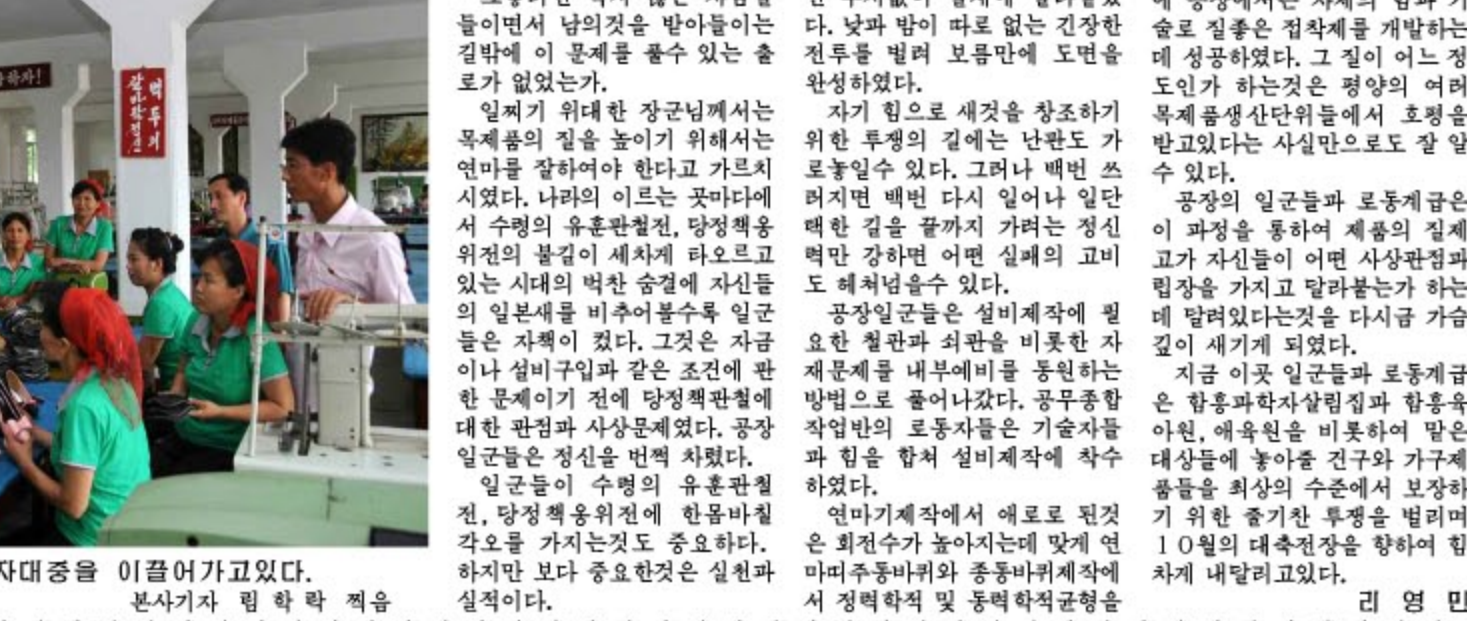 하자!
갈마학전선
벅투의
자대중을 이끌어가고있다.
본사기자 림 학 락 찍음
들이면서 남의것을 받아들이는
길밖에 이 문제를 풀수 있는 출
로가 없었는가.
일찌기 위대한 장군님께서는
목제품의 질을 높이기 위해서는
연마를 잘하여야 한다고 가르치
시였다. 나라의 이르는 곳마다에
서 수령의 유훈관철전, 당정책옹
위전의 불길이 세차게 타오르고
있는 시대의 벅찬 숨결에 자신들
의 일본새를 비추어볼수록 일군
들은 자책이 컸다. 그것은 자금
이나 설비구입과 같은 조건에 관
한 문제이기 전에 당정책관철에
대한 관점과 사상문제였다. 공장
일군들은 정신을 번쩍 차렸다.
일군들이 수령의 유훈관철
전, 당정책옹위전에 한몸바칠
각오를 가지는것도 중요하다.
하지만 보다 중요한것은 실천과
실적이다.
다. 낮과 밤이 따로 없는 긴장한
전투를 벌려 보름만에 도면을
완성하였다.
자기 힘으로 새것을 창조하기
위한 투쟁의 길에는 난관도 가
로놓일수 있다. 그러나 백번 쓰
러지면 백번 다시 일어나 일단
택한 길을 끝까지 가려는 정신
력만 강하면 어떤 실패의 고비
도 헤쳐넘을수 있다.
공장일군들은 설비제작에 필
요한 철판과 쇠관을 비롯한 자
재문제를 내부예비를 동원하는
방법으로 풀어나갔다. 공무종합
작업반의 로동자들은 기술자들
과 힘을 합쳐 설비제작에 착수
하였다.
연마기제작에서 애로로 된것
은 회전수가 높아지는데 맞게 연
마띠주동바퀴와 종동바퀴제작에
서 정력학적 및 동력학적균형을
술로 질좋은 접착제를 개발하는
데 성공하였다. 그 질이 어느 정
도인가 하는것은 평양의 여러
목제품생산단위들에서 호평을
받고있다는 사실만으로도 잘 알
수 있다.
공장의 일군들과 로동계급은
이 과정을 통하여 제품의 질제
고가 자신들이 어떤 사상관점과
립장을 가지고 달라붙는가 하는
데 달려있다는것을 다시금 가슴
깊이 새기게 되였다.
지금 이곳 일군들과 로동계급
은 함흥과학자살림집과 함흥육
아원, 애육원을 비롯하여 맡은
대상들에 놓아줄 건구와 가구제
품들을 최상의 수준에서 보장하
기 위한 줄기찬 투쟁을 벌리며
10월의 대축전장을 향하여 힘
차게 내달리고있다.
리 영 민